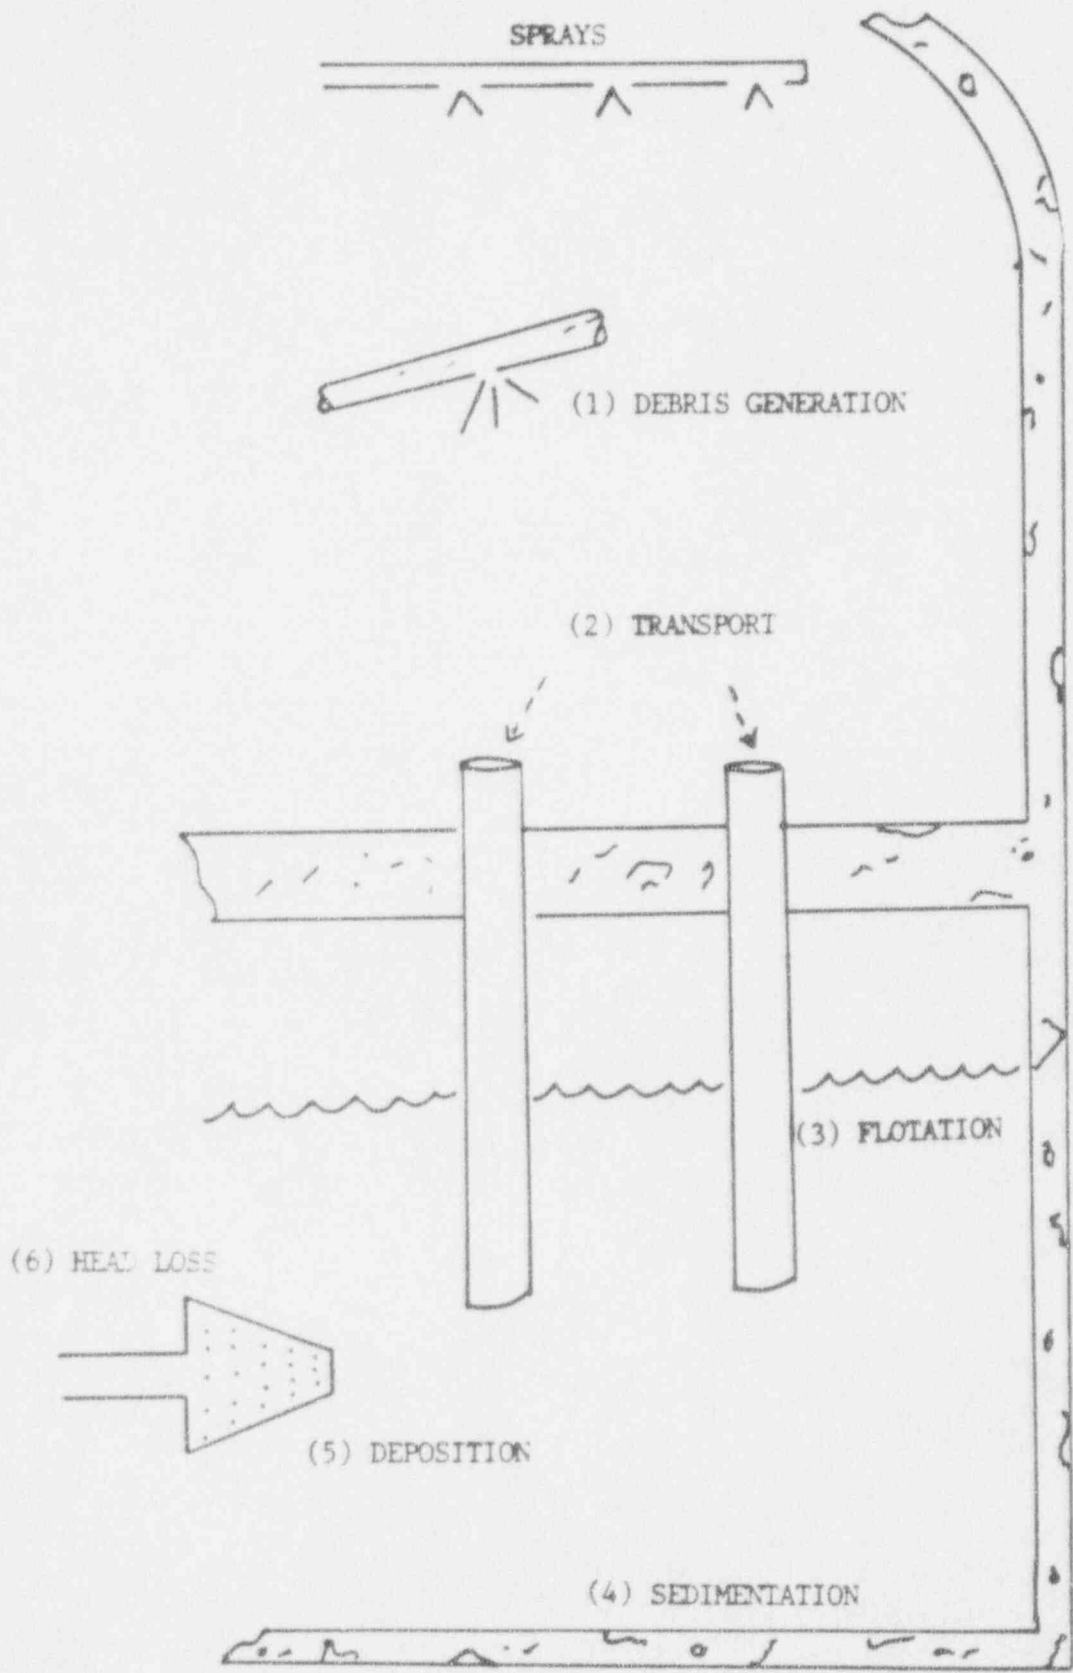 SPRAYS
(1) DEBRIS GENERATION
(2) TRANSPORT
(3) FLOTATION
(6) HEAD LOSS
(5) DEPOSITION
(4) SEDIMENTATION